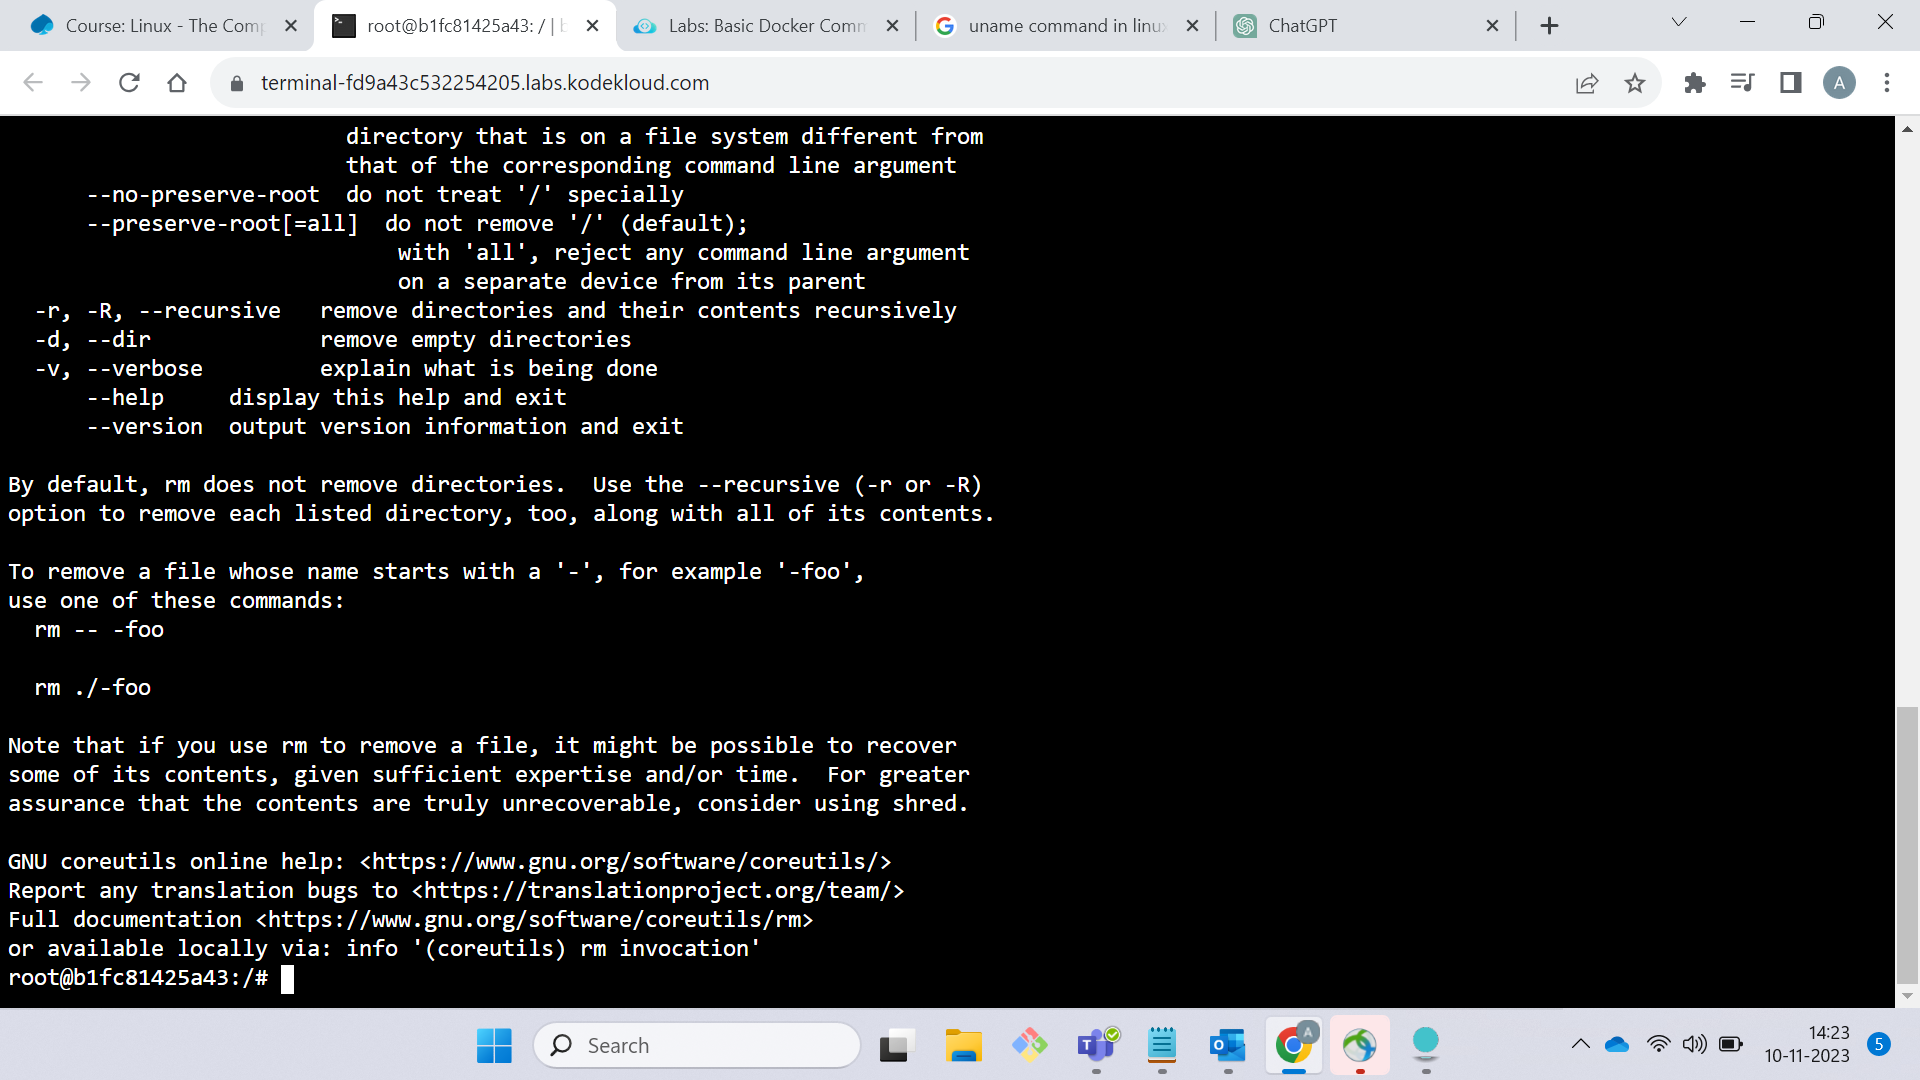 Course: Linux - The Comp
root@b1fc81425a43: / | b
Labs: Basic Docker Comm
uname command in linux
ChatGPT
terminal-fd9a43c532254205.labs.kodekloud.com
A
directory that is on a file system different from
that of the corresponding command line argument
--no-preserve-root  do not treat '/' specially
--preserve-root[=all]  do not remove '/' (default);
with 'all', reject any command line argument
on a separate device from its parent
-r, -R, --recursive   remove directories and their contents recursively
-d, --dir             remove empty directories
-v, --verbose         explain what is being done
--help     display this help and exit
--version  output version information and exit
By default, rm does not remove directories.  Use the --recursive (-r or -R)
option to remove each listed directory, too, along with all of its contents.
To remove a file whose name starts with a '-', for example '-foo',
use one of these commands:
rm -- -foo
rm ./-foo
Note that if you use rm to remove a file, it might be possible to recover
some of its contents, given sufficient expertise and/or time.  For greater
assurance that the contents are truly unrecoverable, consider using shred.
GNU coreutils online help: <https://www.gnu.org/software/coreutils/>
Report any translation bugs to <https://translationproject.org/team/>
Full documentation <https://www.gnu.org/software/coreutils/rm>
or available locally via: info '(coreutils) rm invocation'
root@b1fc81425a43:/#
Search
T
O
A
14:23
10-11-2023
5